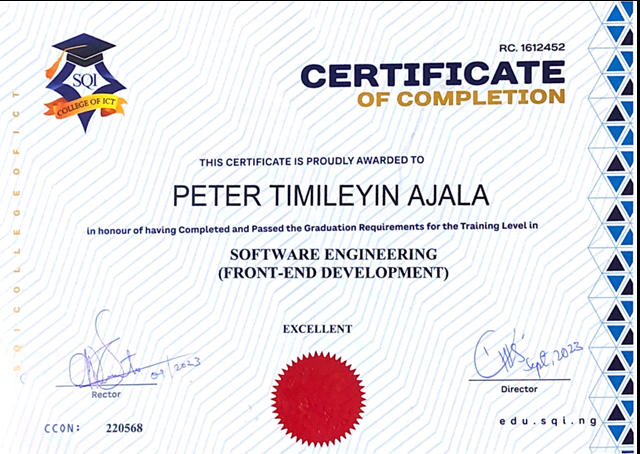 RC. 1612452
SQI
COLLEGE OF ICT
CERTIFICATE
OF COMPLETION
SQI COLLEGE OF ICT
THIS CERTIFICATE IS PROUDLY AWARDED TO
PETER TIMILEYIN AJALA
in honour of having Completed and Passed the Graduation Requirements for the Training Level in
SOFTWARE ENGINEERING
(FRONT-END DEVELOPMENT)
EXCELLENT
09/2023
Sept, 2023
Rector
Director
CCON: 220568
edu.sqi.ng